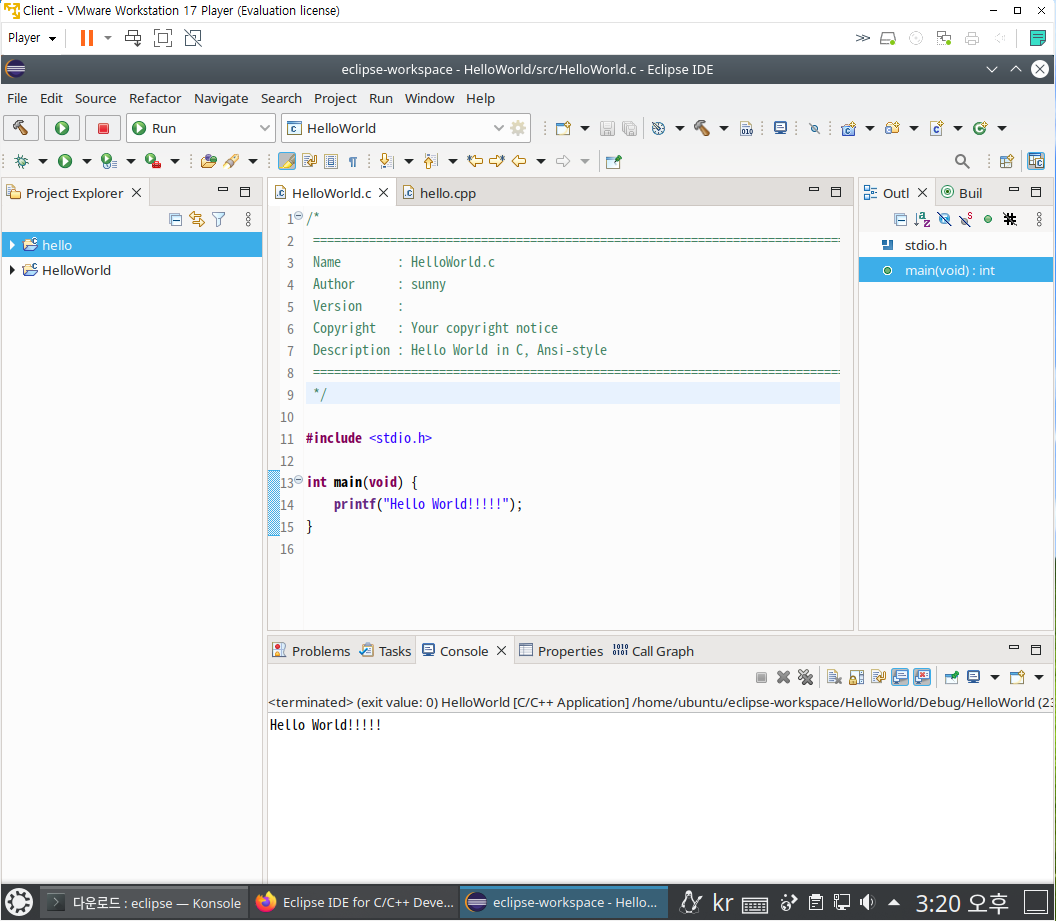 Client - VMware Workstation 17 Player (Evaluation license)
Player
eclipse-workspace - HelloWorld/src/HelloWorld.c - Eclipse IDE
File Edit Source Refactor Navigate Search Project Run Window Help
Run
HelloWorld
Project Explorer
hello
HelloWorld
HelloWorld.c
hello.cpp
1 /*
2 ============================================================================
3 Name : HelloWorld.c
4 Author : sunny
5 Version :
6 Copyright : Your copyright notice
7 Description : Hello World in C, Ansi-style
8 ============================================================================
9 */
10
11 #include <stdio.h>
12
13 int main(void) {
14 printf("Hello World!!!!!");
15 }
16
Outl
Buil
stdio.h
main(void) : int
Problems Tasks Console Properties Call Graph
<terminated> (exit value: 0) HelloWorld [C/C++ Application] /home/ubuntu/eclipse-workspace/HelloWorld/Debug/HelloWorld (23
Hello World!!!!!
다운로드 : eclipse — Konsole
Eclipse IDE for C/C++ Deve...
eclipse-workspace - Hello...
kr
3:20 오후